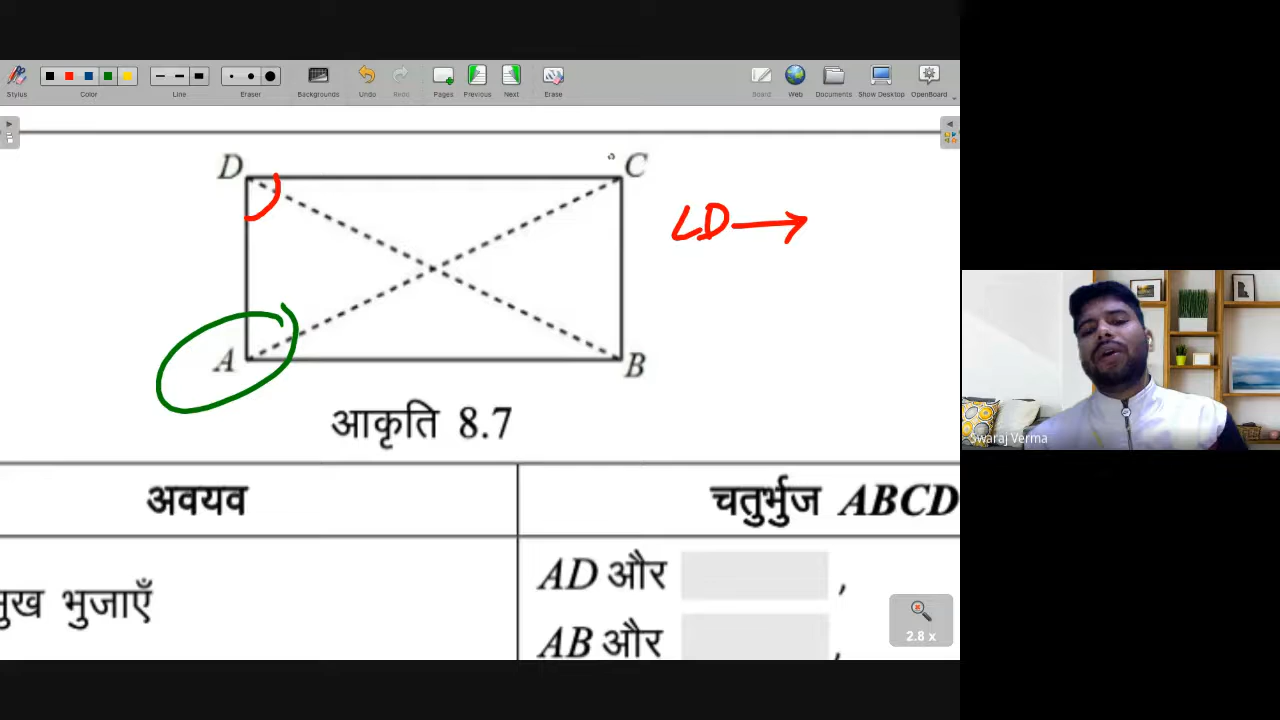 Stylus Color Line Eraser Backgrounds Undo Redo Pages Previous Next Erase Board Web Documents Show Desktop OpenBoard
D C
∠D →
A B
आकृति 8.7
अवयव चतुर्भुज ABCD
AD और ,
मुख भुजाएँ
AB और ,
2.8 x
Swaraj Verma